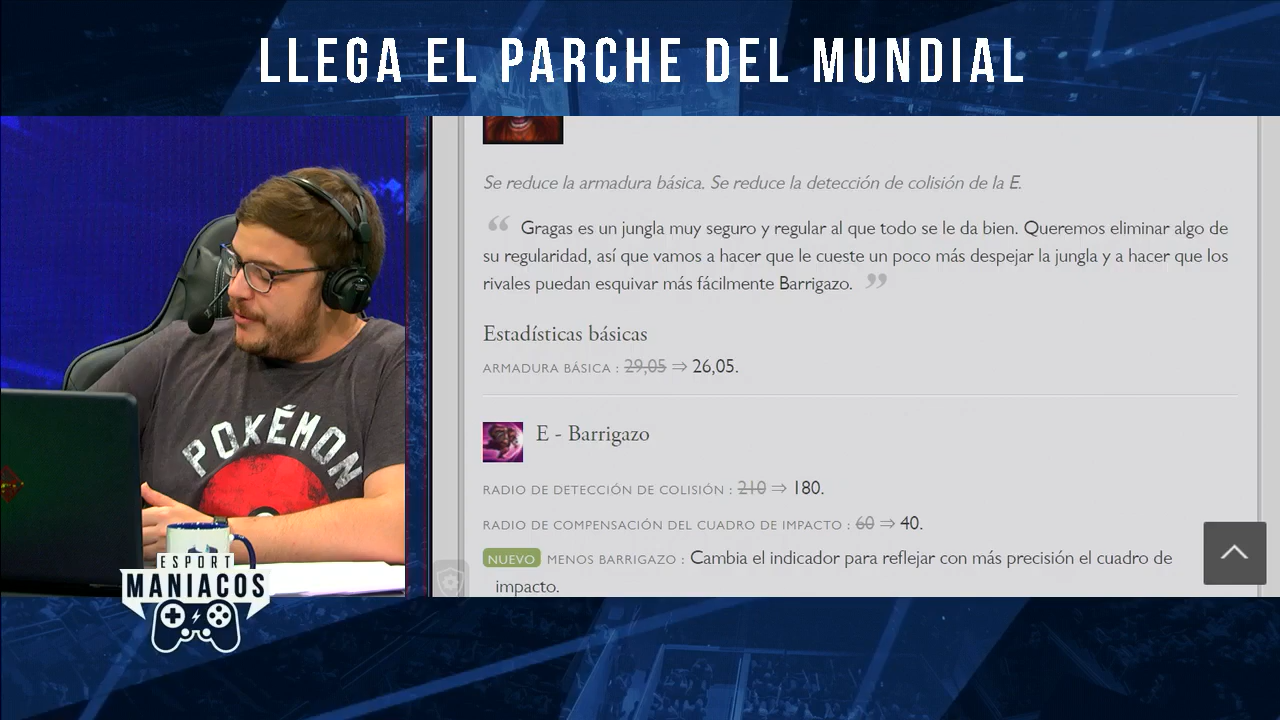 LLEGA EL PARCHE DEL MUNDIAL
Se reduce la armadura básica. Se reduce la detección de colisión de la E.
“ Gragas es un jungla muy seguro y regular al que todo se le da bien. Queremos eliminar algo de
su regularidad, así que vamos a hacer que le cueste un poco más despejar la jungla y a hacer que los
rivales puedan esquivar más fácilmente Barrigazo. ”
Estadísticas básicas
ARMADURA BÁSICA : 29,05 ⇒ 26,05.
E - Barrigazo
RADIO DE DETECCIÓN DE COLISIÓN : 210 ⇒ 180.
RADIO DE COMPENSACIÓN DEL CUADRO DE IMPACTO : 60 ⇒ 40.
NUEVO MENOS BARRIGAZO : Cambia el indicador para reflejar con más precisión el cuadro de
impacto.
POKÉMON
ESPORT
MANIACOS